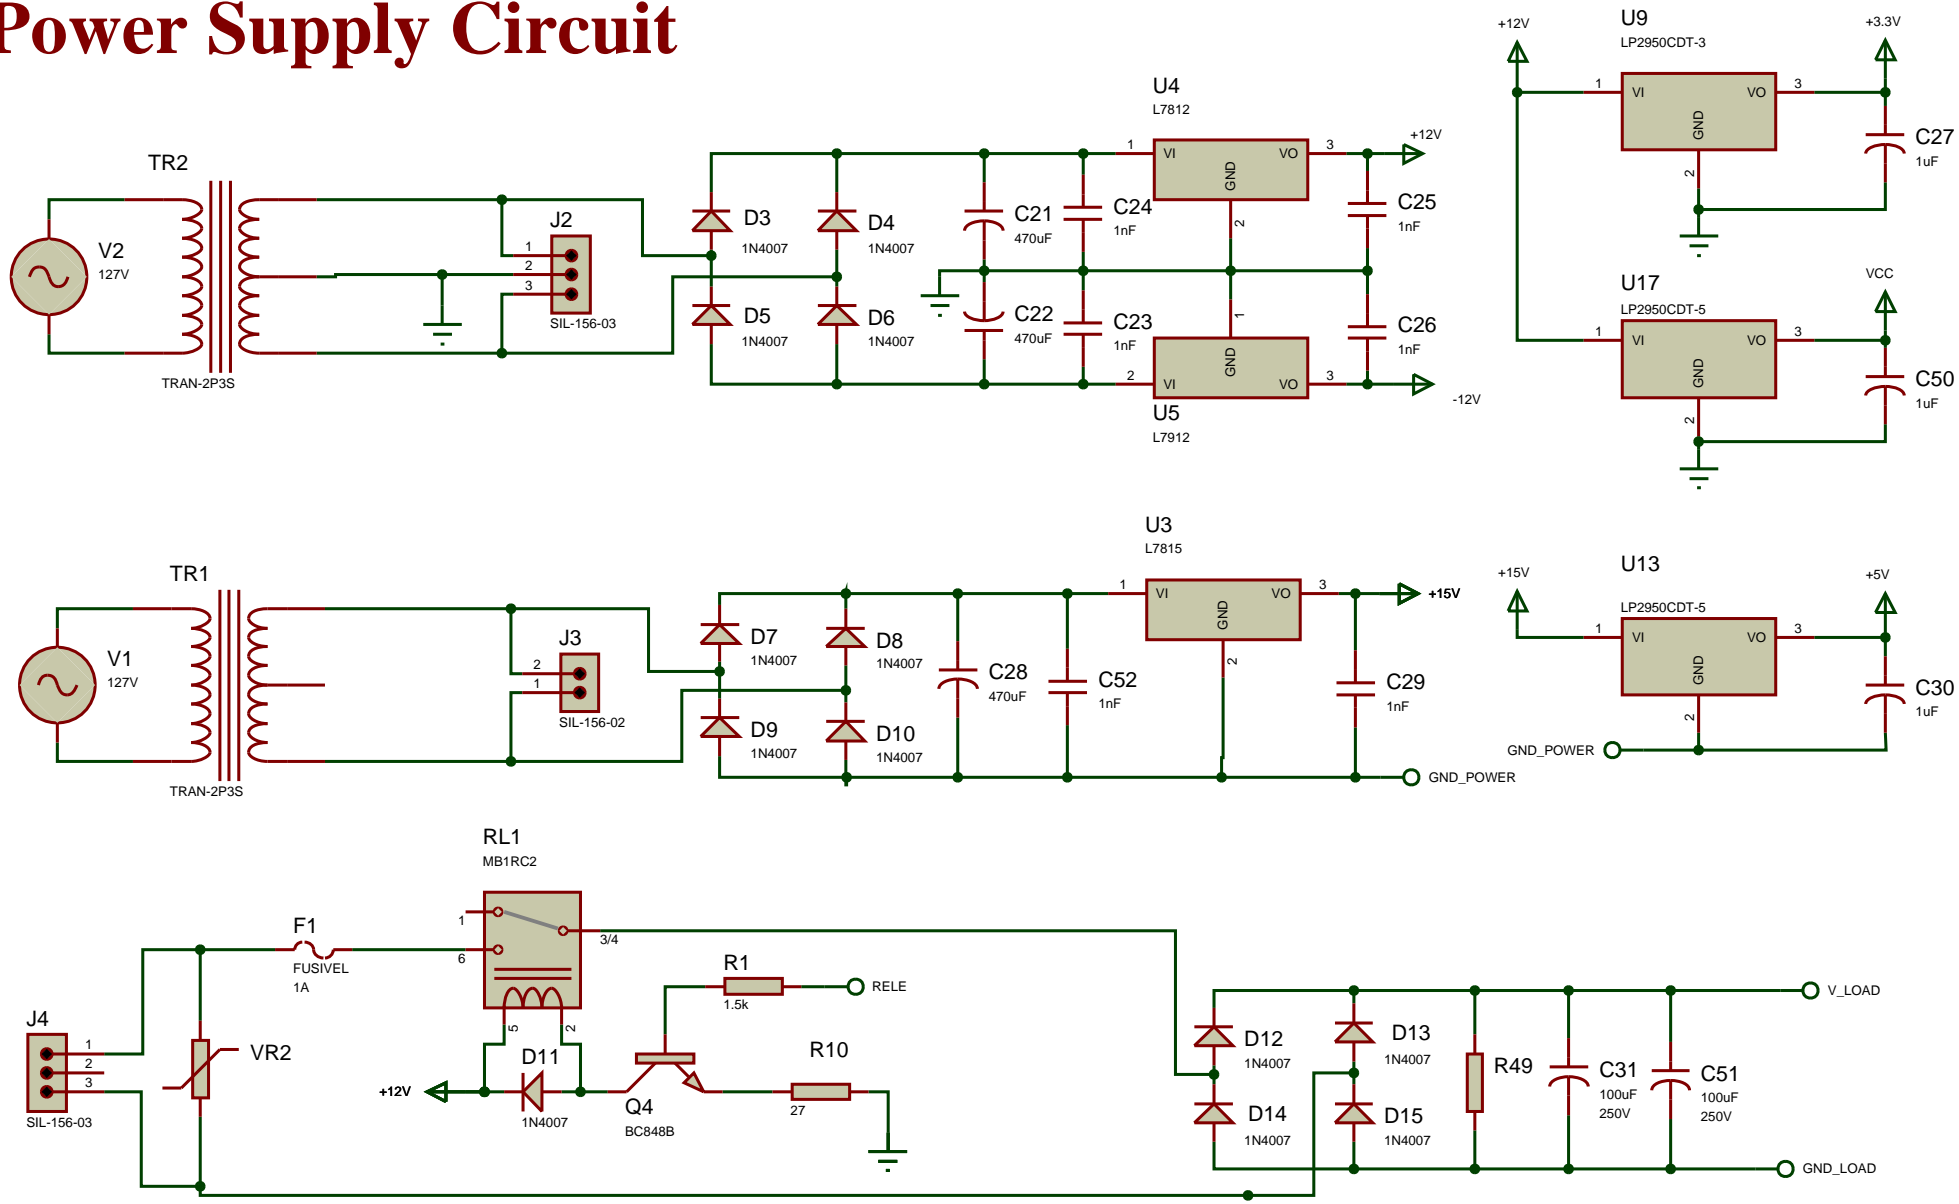 Power Supply Circuit
TR2
V2
127V
TRAN-2P3S
J2
1
2
3
SIL-156-03
D3
1N4007
D4
1N4007
D5
1N4007
D6
1N4007
C21
470uF
C24
1nF
C22
470uF
C23
1nF
U4
L7812
1
VI
VO
3
GND
2
C25
1nF
+12V
1
GND
2
VI
VO
3
U5
L7912
C26
1nF
-12V
+12V
U9
LP2950CDT-3
1
VI
VO
3
GND
2
+3.3V
C27
1uF
U17
LP2950CDT-5
1
VI
VO
3
GND
2
VCC
C50
1uF
TR1
V1
127V
TRAN-2P3S
J3
2
1
SIL-156-02
D7
1N4007
D8
1N4007
D9
1N4007
D10
1N4007
C28
470uF
C52
1nF
U3
L7815
1
VI
VO
3
GND
2
C29
1nF
+15V
GND_POWER
+15V
U13
LP2950CDT-5
1
VI
VO
3
GND
2
+5V
C30
1uF
GND_POWER
J4
1
2
3
SIL-156-03
VR2
F1
FUSIVEL
1A
RL1
MB1RC2
1
6
3/4
5
2
+12V
D11
1N4007
R1
1.5k
RELE
Q4
BC848B
R10
27
D12
1N4007
D13
1N4007
D14
1N4007
D15
1N4007
R49
C31
100uF
250V
C51
100uF
250V
V_LOAD
GND_LOAD